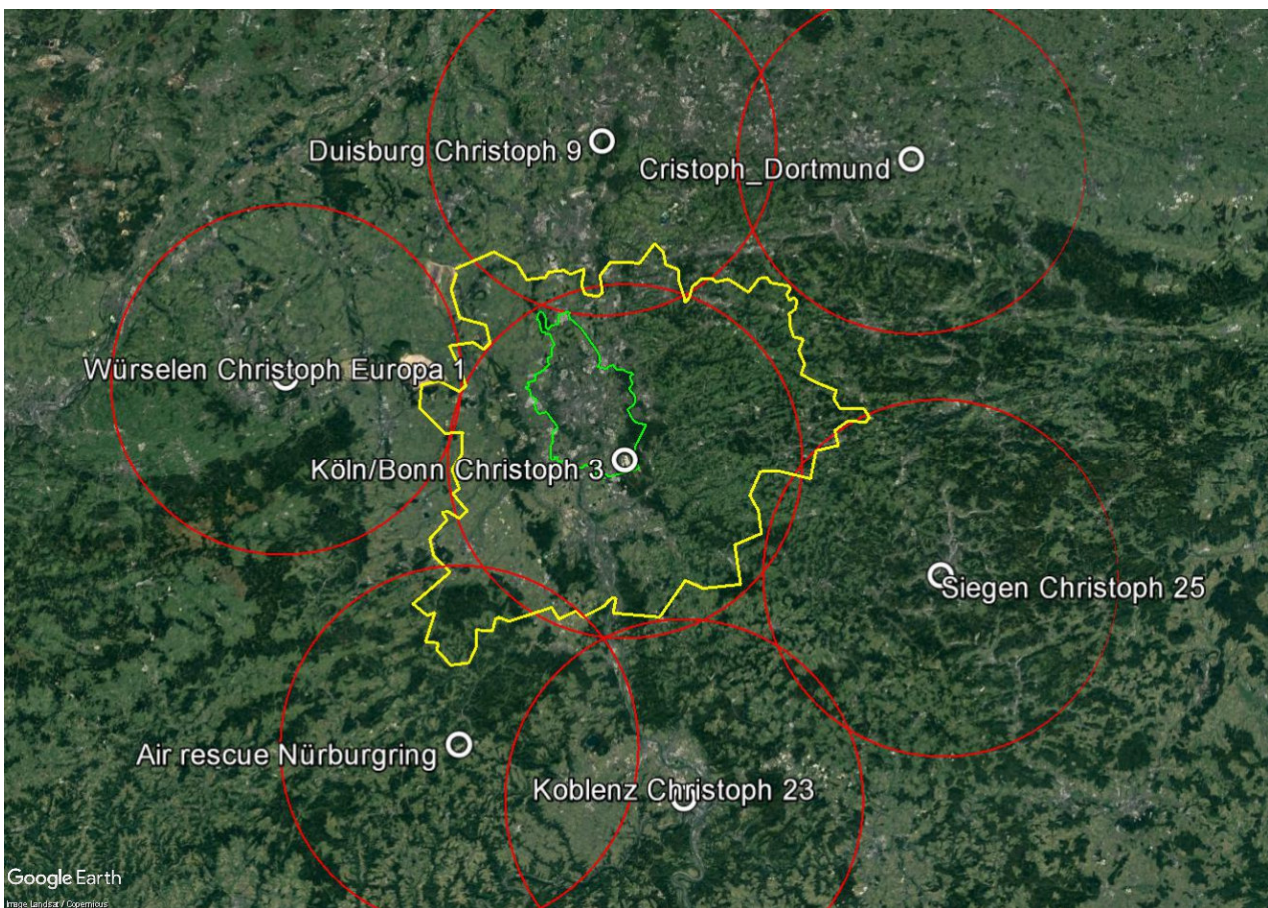 Duisburg Christoph 9
Cristoph_Dortmund
Würselen Christoph Europa 1
Köln/Bonn Christoph 3
Siegen Christoph 25
Air rescue Nürburgring
Koblenz Christoph 23
Google Earth
Image Landsat / Copernicus